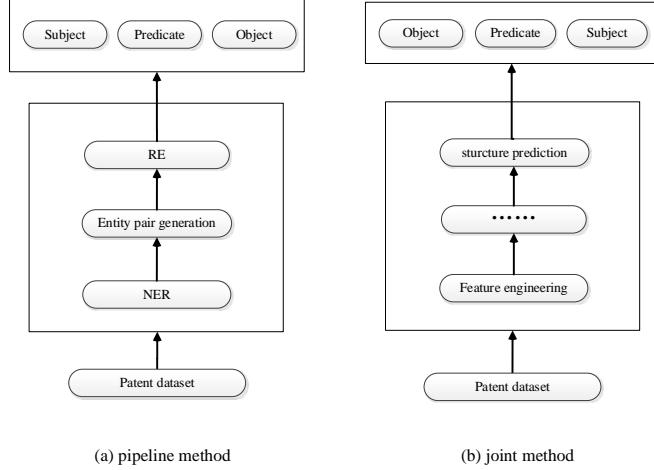 Subject Predicate Object
RE
Entity pair generation
NER
Patent dataset
(a) pipeline method
Object Predicate Subject
sturcture prediction
······
Feature engineering
Patent dataset
(b) joint method